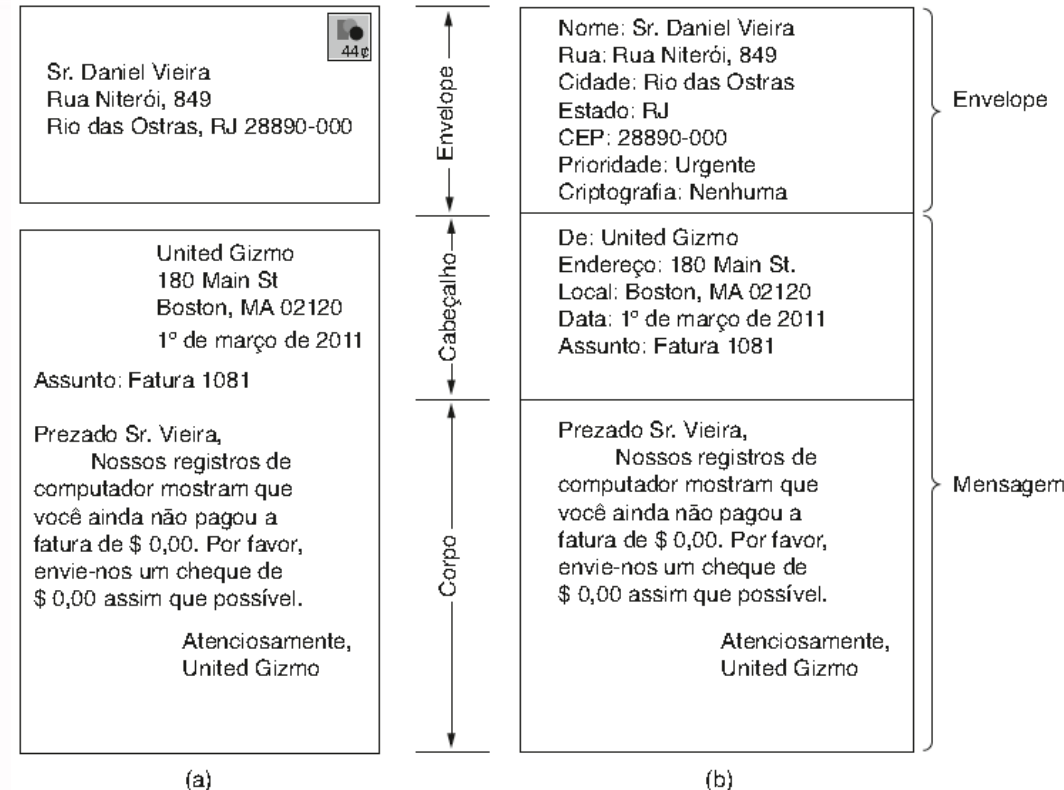 44¢
Sr. Daniel Vieira
Rua Niterói, 849
Rio das Ostras, RJ 28890-000
United Gizmo
180 Main St
Boston, MA 02120
1º de março de 2011
Assunto: Fatura 1081
Prezado Sr. Vieira,
Nossos registros de
computador mostram que
você ainda não pagou a
fatura de $ 0,00. Por favor,
envie-nos um cheque de
$ 0,00 assim que possível.
Atenciosamente,
United Gizmo
(a)
Envelope
Cabeçalho
Corpo
Nome: Sr. Daniel Vieira
Rua: Rua Niterói, 849
Cidade: Rio das Ostras
Estado: RJ
CEP: 28890-000
Prioridade: Urgente
Criptografia: Nenhuma
De: United Gizmo
Endereço: 180 Main St.
Local: Boston, MA 02120
Data: 1º de março de 2011
Assunto: Fatura 1081
Prezado Sr. Vieira,
Nossos registros de
computador mostram que
você ainda não pagou a
fatura de $ 0,00. Por favor,
envie-nos um cheque de
$ 0,00 assim que possível.
Atenciosamente,
United Gizmo
(b)
Envelope
Mensagem